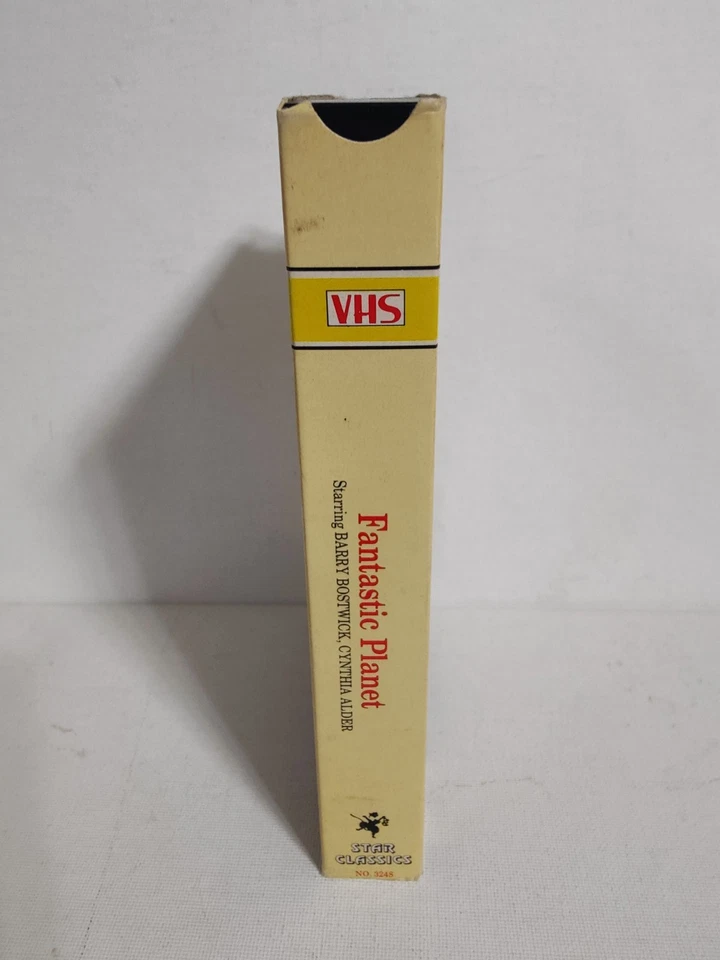 VHS
Fantastic Planet
Starring BARRY BOSTWICK, CYNTHIA ALDER
STAR
CLASSICS
NO. 3248